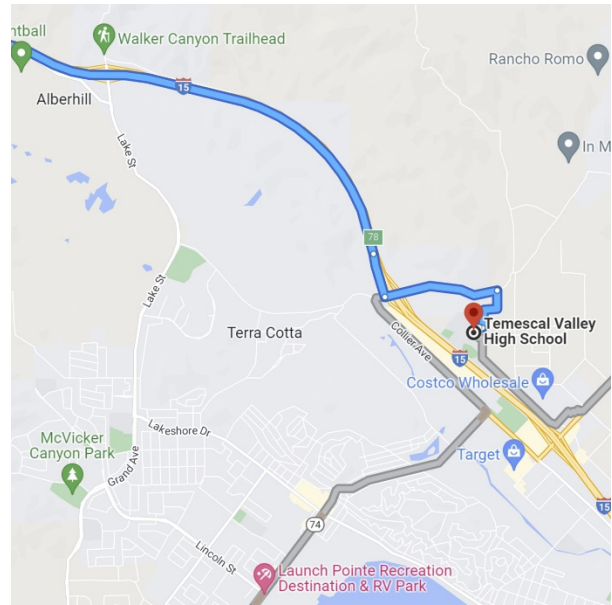 ntball
Walker Canyon Trailhead
Rancho Romo
15
Alberhill
Lake St
In M
78
Lake St
Temescal Valley
High School
Terra Cotta
Collier Ave
15
Costco Wholesale
Lakeshore Dr
McVicker
Canyon Park
Grand Ave
Target
15
74
Lincoln St
Launch Pointe Recreation
Destination & RV Park